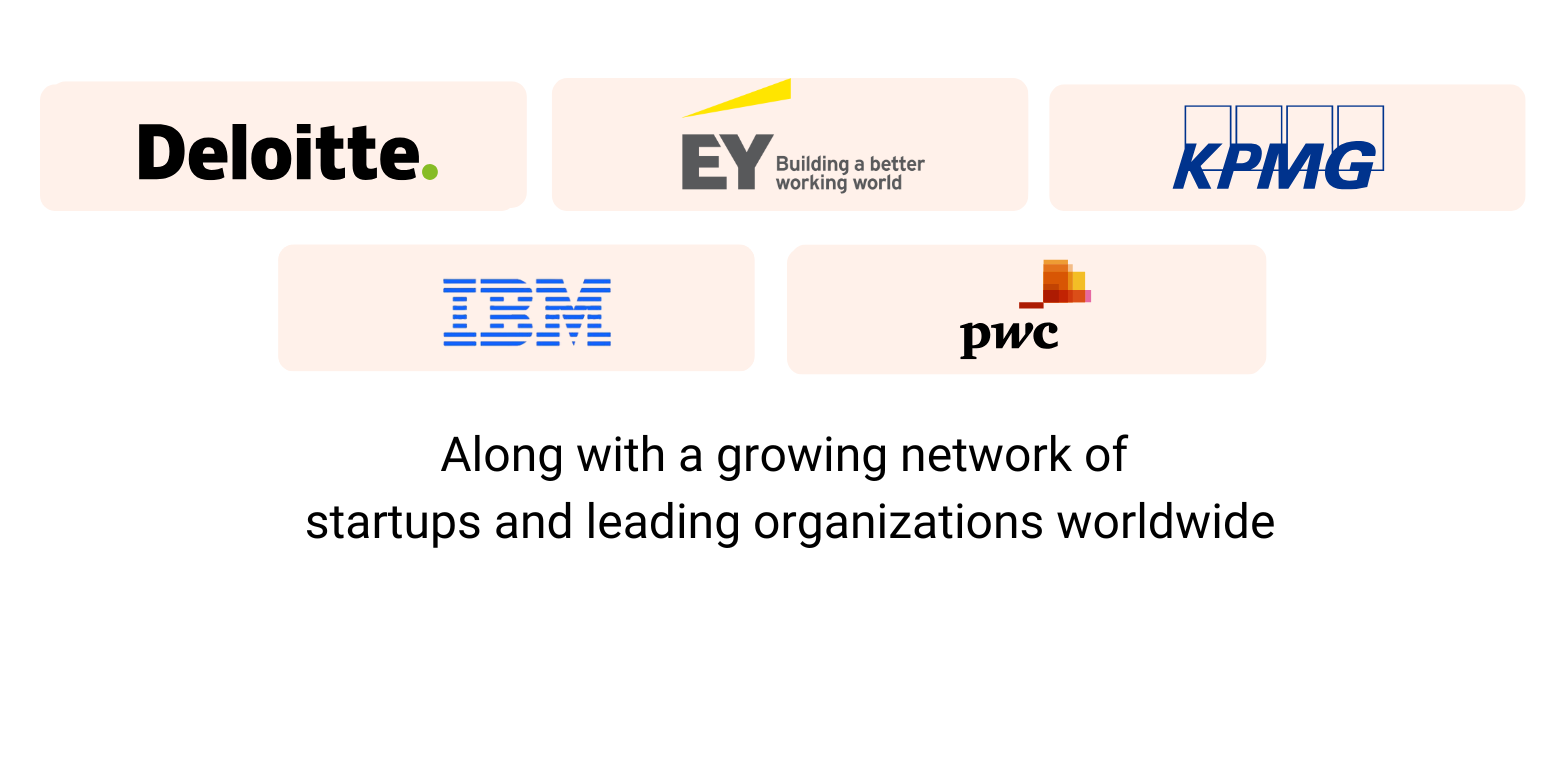 Deloitte.
EY Building a better
working world
KPMG
IBM
pwc
Along with a growing network of
startups and leading organizations worldwide